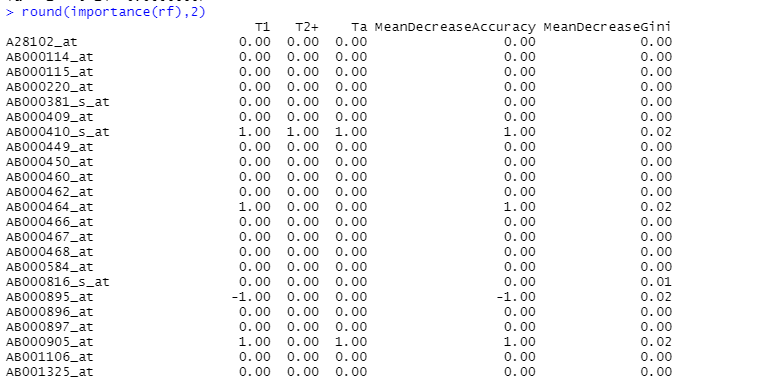 > round(importance(rf),2)
T1 T2+ Ta MeanDecreaseAccuracy MeanDecreaseGini
A28102_at 0.00 0.00 0.00 0.00 0.00
AB000114_at 0.00 0.00 0.00 0.00 0.00
AB000115_at 0.00 0.00 0.00 0.00 0.00
AB000220_at 0.00 0.00 0.00 0.00 0.00
AB000381_s_at 0.00 0.00 0.00 0.00 0.00
AB000409_at 0.00 0.00 0.00 0.00 0.00
AB000410_s_at 1.00 1.00 1.00 1.00 0.02
AB000449_at 0.00 0.00 0.00 0.00 0.00
AB000450_at 0.00 0.00 0.00 0.00 0.00
AB000460_at 0.00 0.00 0.00 0.00 0.00
AB000462_at 0.00 0.00 0.00 0.00 0.00
AB000464_at 1.00 0.00 0.00 1.00 0.02
AB000466_at 0.00 0.00 0.00 0.00 0.00
AB000467_at 0.00 0.00 0.00 0.00 0.00
AB000468_at 0.00 0.00 0.00 0.00 0.00
AB000584_at 0.00 0.00 0.00 0.00 0.00
AB000816_s_at 0.00 0.00 0.00 0.00 0.01
AB000895_at -1.00 0.00 0.00 -1.00 0.02
AB000896_at 0.00 0.00 0.00 0.00 0.00
AB000897_at 0.00 0.00 0.00 0.00 0.00
AB000905_at 1.00 0.00 1.00 1.00 0.02
AB001106_at 0.00 0.00 0.00 0.00 0.00
AB001325_at 0.00 0.00 0.00 0.00 0.00